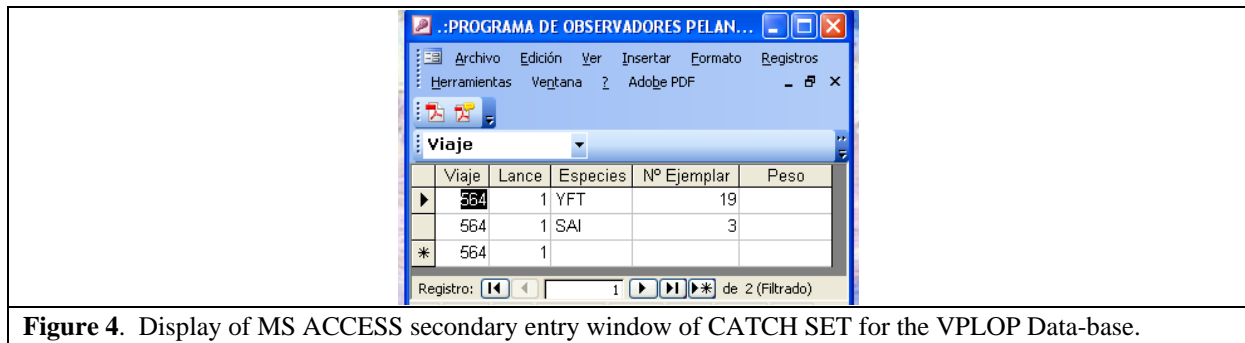 .:PROGRAMA DE OBSERVADORES PELAN...
Archivo Edición Ver Insertar Formato Registros
Herramientas Ventana ? Adobe PDF
Viaje
Viaje Lance Especies Nº Ejemplar Peso
564 1 YFT 19
564 1 SAI 3
564 1
Registro: 1 de 2 (Filtrado)
Figure 4. Display of MS ACCESS secondary entry window of CATCH SET for the VPLOP Data-base.